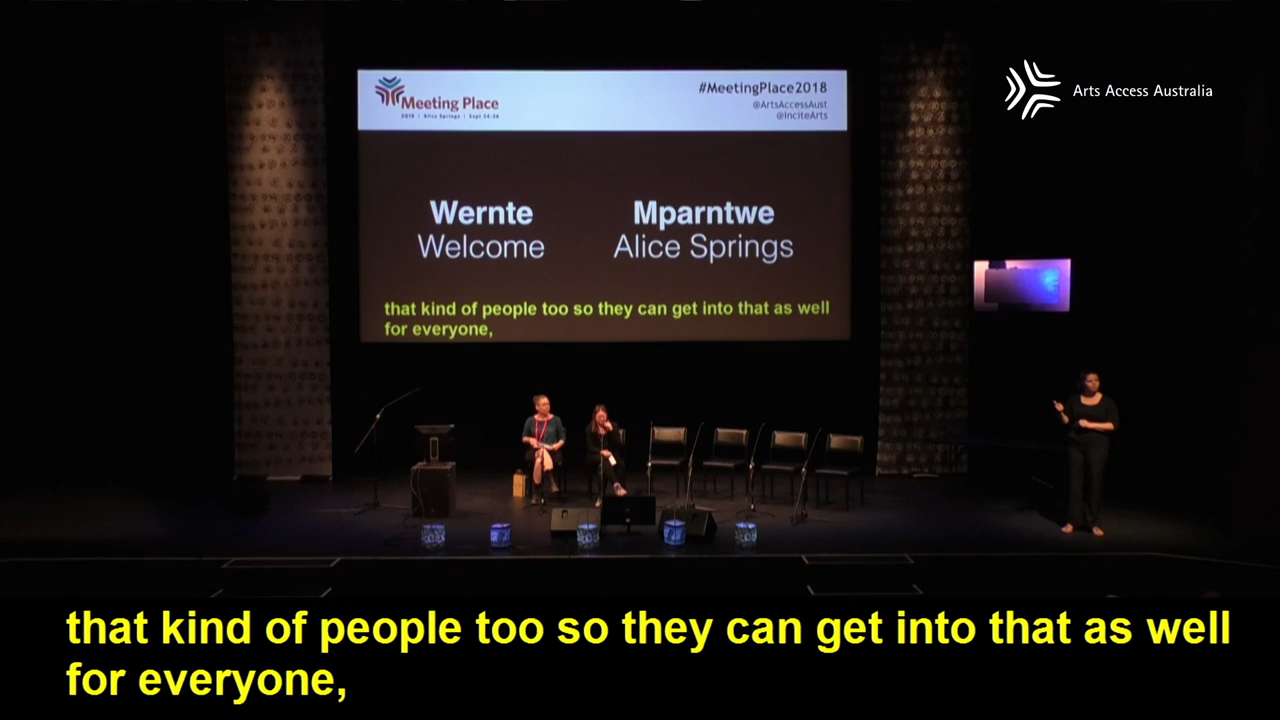 Meeting Place
2018 | Alice Springs | Sept 24-26
#MeetingPlace2018
@ArtsAccessAust
@InciteArts
Arts Access Australia
Wernte
Welcome
Mparntwe
Alice Springs
that kind of people too so they can get into that as well
for everyone,
that kind of people too so they can get into that as well
for everyone,